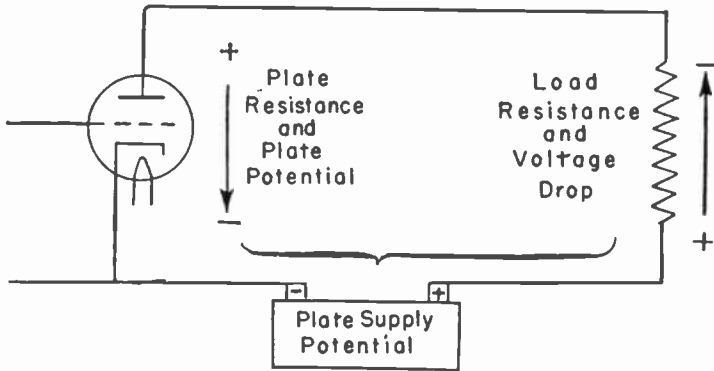 +
Plate
Resistance
and
Plate
Potential
−
Load
Resistance
and
Voltage
Drop
−
+
- +
Plate Supply
Potential